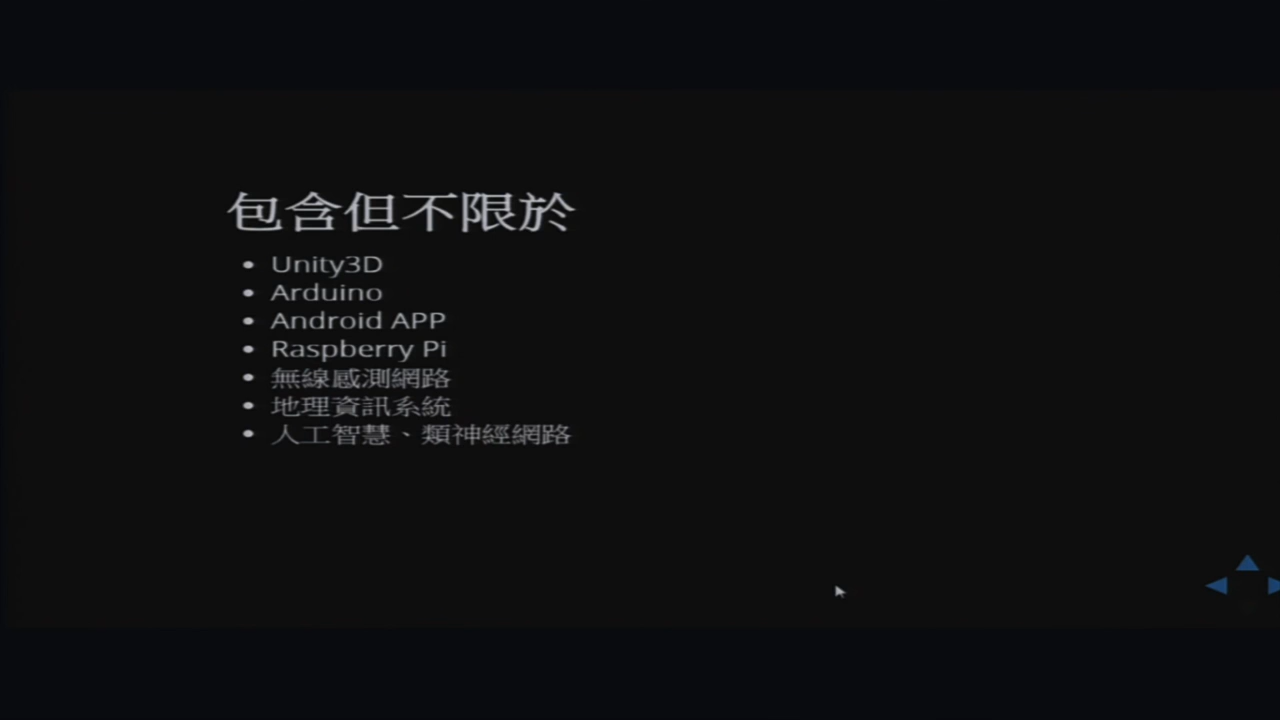 包含但不限於
Unity3D
Arduino
Android APP
Raspberry Pi
無線感測網路
地理資訊系統
人工智慧、類神經網路